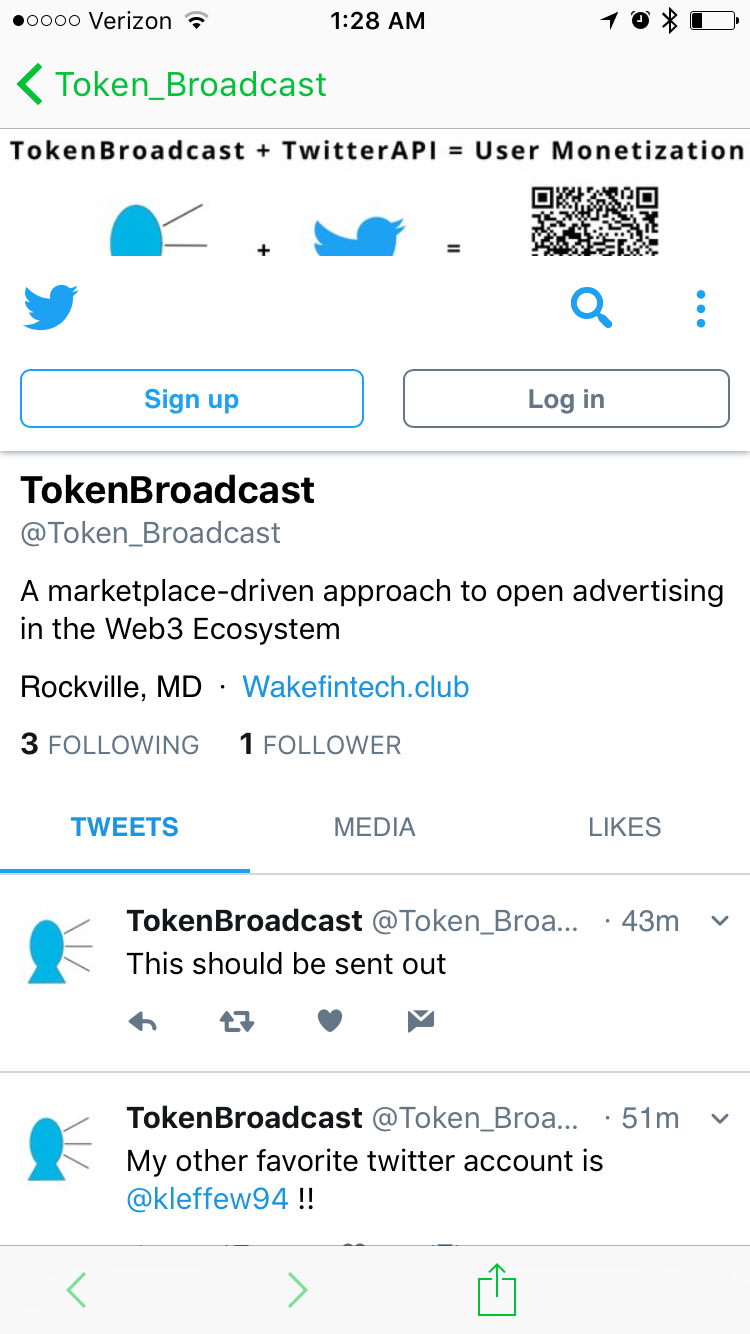 Verizon 1:28 AM
Token_Broadcast
TokenBroadcast + TwitterAPI = User Monetization
+ =
Sign up Log in
TokenBroadcast
@Token_Broadcast
A marketplace-driven approach to open advertising
in the Web3 Ecosystem
Rockville, MD · Wakefintech.club
3 FOLLOWING 1 FOLLOWER
TWEETS MEDIA LIKES
TokenBroadcast @Token_Broa... · 43m
This should be sent out
TokenBroadcast @Token_Broa... · 51m
My other favorite twitter account is
@kleffew94 !!